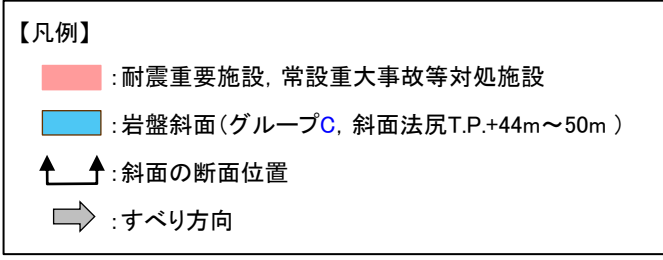 【凡例】
：耐震重要施設，常設重大事故等対処施設
：岩盤斜面（グループC，斜面法尻T.P.+44m～50m ）
：斜面の断面位置
：すべり方向